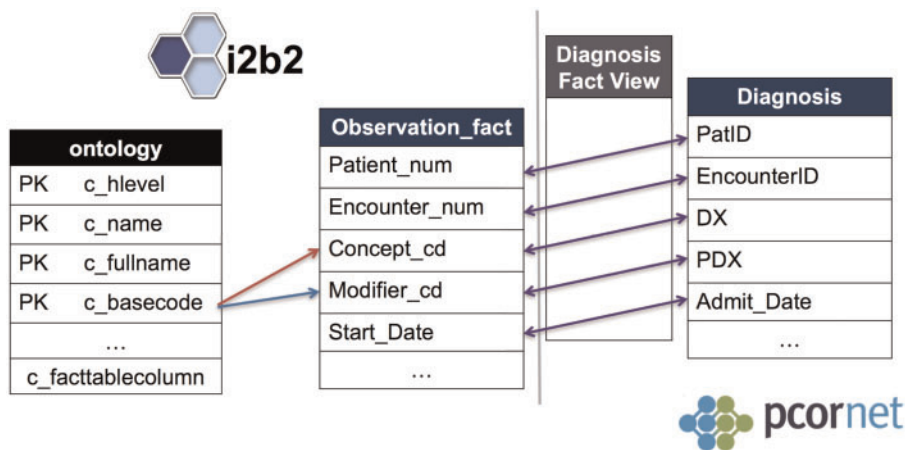 i2b2
ontology
PK c_hlevel
PK c_name
PK c_fullname
PK c_basecode
...
c_facttablecolumn
Observation_fact
Patient_num
Encounter_num
Concept_cd
Modifier_cd
Start_Date
...
Diagnosis
Fact View
Diagnosis
PatID
EncounterID
DX
PDX
Admit_Date
...
pcornet